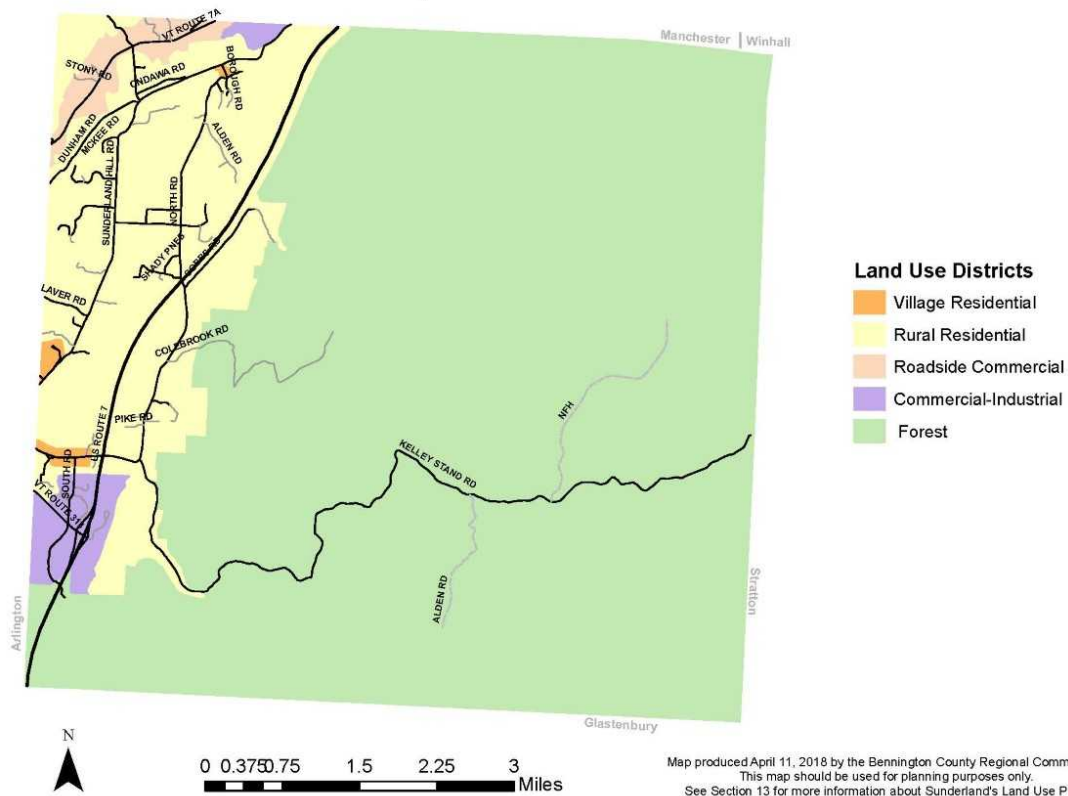 Manchester | Winhall
VT ROUTE 7A
STONY RD
ONDAWA RD
BOROUGH RD
DUNHAM RD
MCKEE RD
ALDEN RD
SUNDERLAND HILL RD
NORTH RD
SHADY PNES
LAVER RD
COLEBROOK RD
PIKE RD
US ROUTE 7
SOUTH RD
VT ROUTE 31
KELLEY STAND RD
NFH
ALDEN RD
Arlington
Stratton
Glastenbury
Land Use Districts
Village Residential
Rural Residential
Roadside Commercial
Commercial-Industrial
Forest
N
0 0.375 0.75 1.5 2.25 3
Miles
Map produced April 11, 2018 by the Bennington County Regional Comm
This map should be used for planning purposes only.
See Section 13 for more information about Sunderland's Land Use P